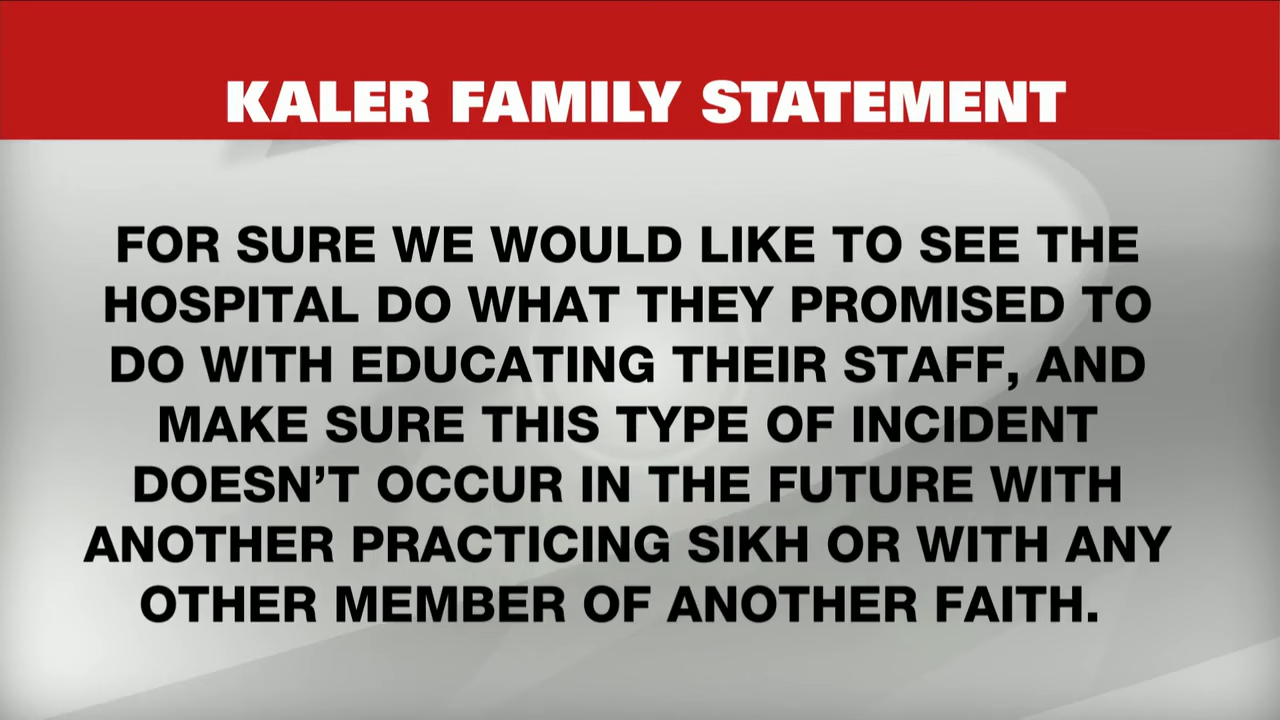 KALER FAMILY STATEMENT
FOR SURE WE WOULD LIKE TO SEE THE
HOSPITAL DO WHAT THEY PROMISED TO
DO WITH EDUCATING THEIR STAFF, AND
MAKE SURE THIS TYPE OF INCIDENT
DOESN’T OCCUR IN THE FUTURE WITH
ANOTHER PRACTICING SIKH OR WITH ANY
OTHER MEMBER OF ANOTHER FAITH.